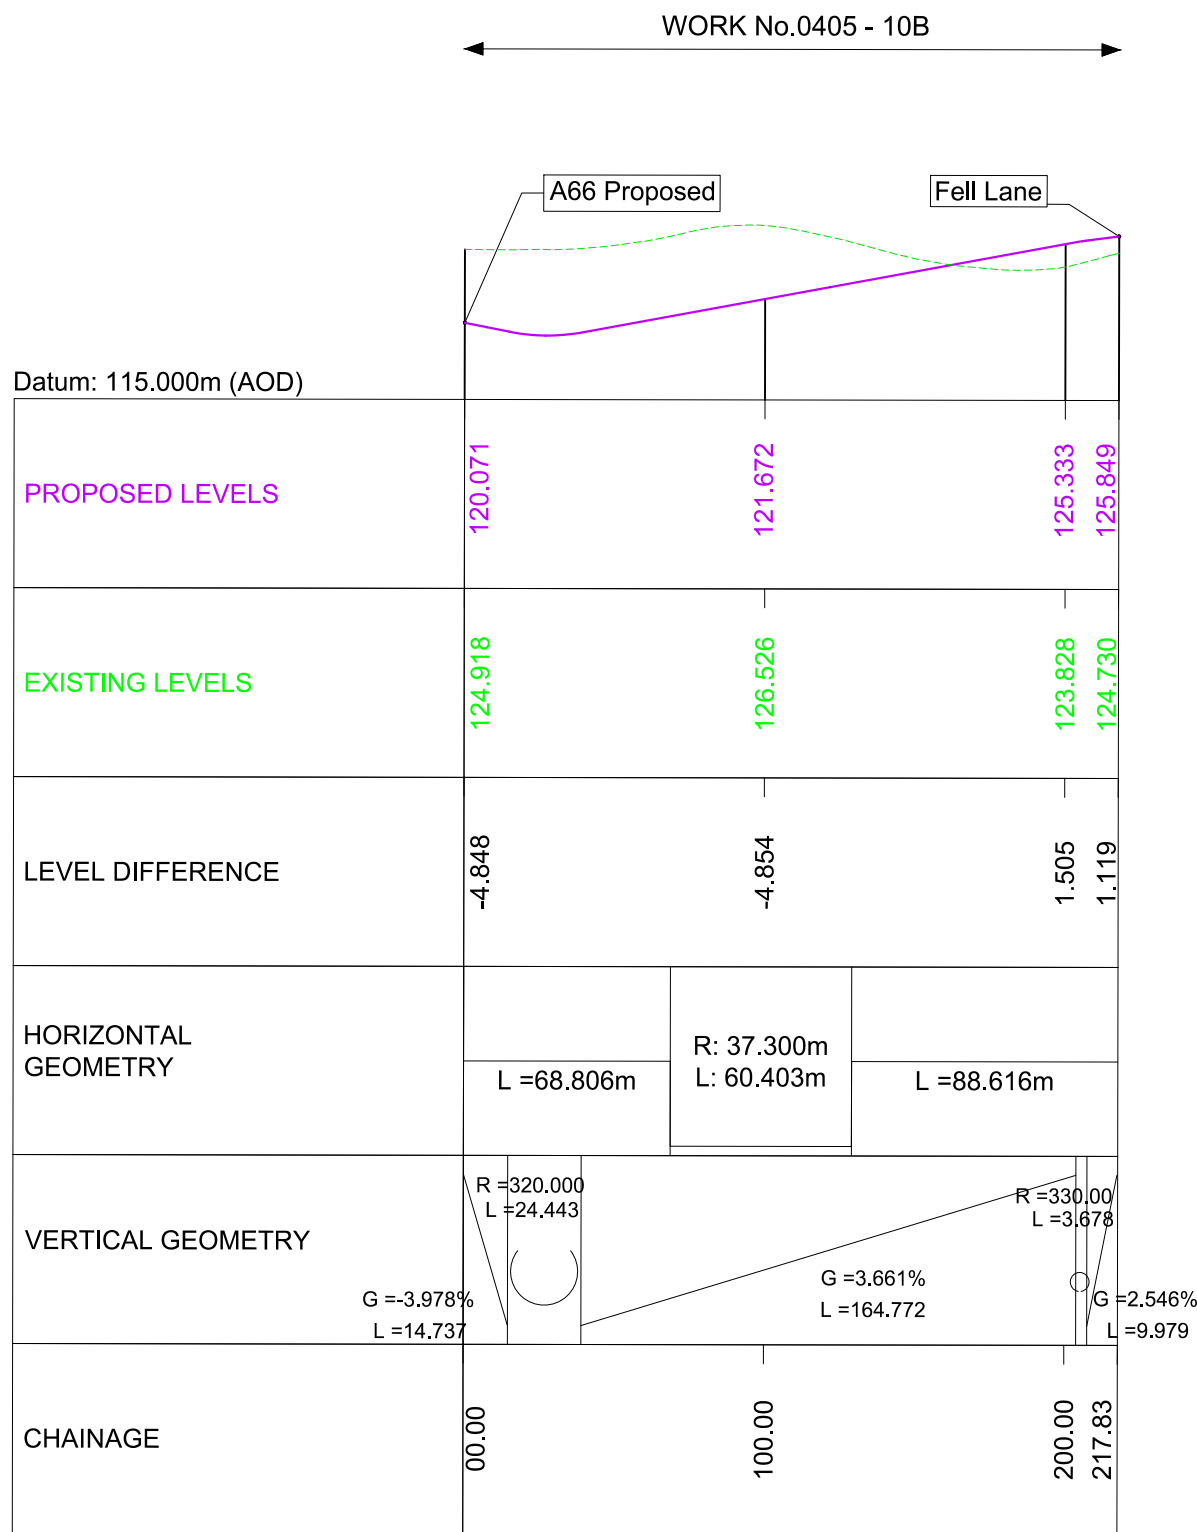 WORK No.0405 - 10B
A66 Proposed
Fell Lane
Datum: 115.000m (AOD)
PROPOSED LEVELS
120.071
121.672
125.333
125.849
EXISTING LEVELS
124.918
126.526
123.828
124.730
LEVEL DIFFERENCE
-4.848
-4.854
1.505
1.119
HORIZONTAL
GEOMETRY
L =68.806m
R: 37.300m
L: 60.403m
L =88.616m
VERTICAL GEOMETRY
G =-3.978%
L =14.737
R =320.000
L =24.443
G =3.661%
L =164.772
R =330.00
L =3.678
G =2.546%
L =9.979
CHAINAGE
00.00
100.00
200.00
217.83